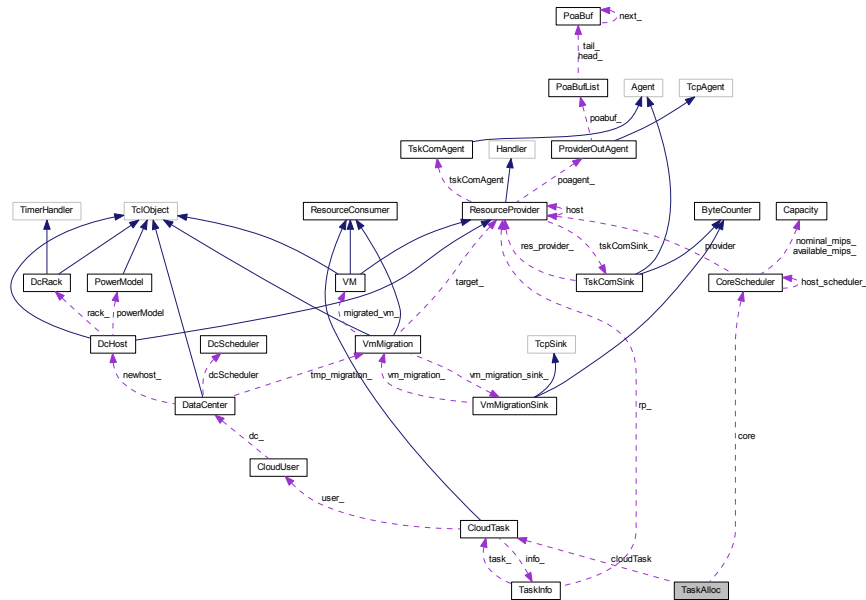 PoaBuf
next_
tail_
head_
PoaBufList
Agent
TcpAgent
poabuf_
TskComAgent
Handler
ProviderOutAgent
tskComAgent
poagent_
TimerHandler
TclObject
ResourceConsumer
ResourceProvider
host
ByteCounter
Capacity
res_provider_
tskComSink_
provider
nominal_mips_
available_mips_
DcRack
PowerModel
VM
target_
TskComSink
CoreScheduler
host_scheduler_
rack_
powerModel
migrated_vm_
DcHost
DcScheduler
VmMigration
TcpSink
newhost_
dcScheduler
tmp_migration_
vm_migration_
vm_migration_sink_
DataCenter
VmMigrationSink
rp_
dc_
core
CloudUser
user_
CloudTask
task_
info_
cloudTask
TaskInfo
TaskAlloc